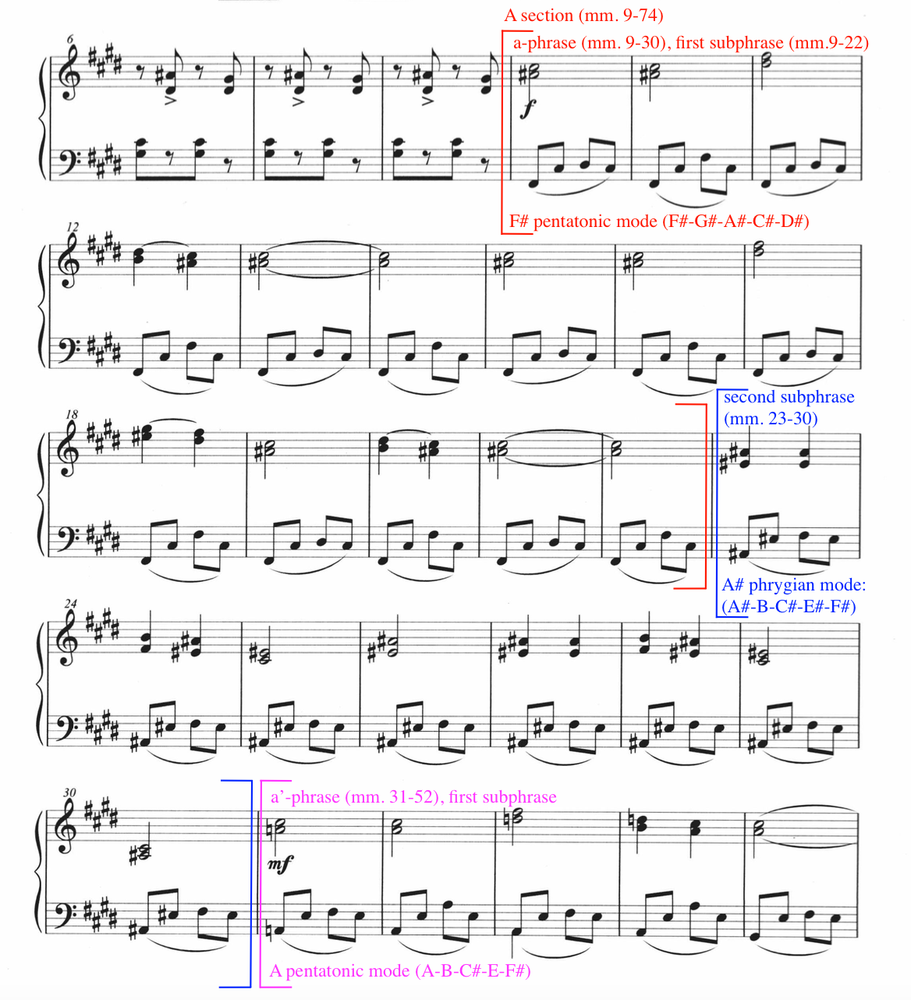 A section (mm. 9-74)
6
a-phrase (mm. 9-30), first subphrase (mm.9-22)
f
F# pentatonic mode (F#-G#-A#-C#-D#)
12
18
second subphrase
(mm. 23-30)
A# phrygian mode:
(A#-B-C#-E#-F#)
24
30
a’-phrase (mm. 31-52), first subphrase
mf
A pentatonic mode (A-B-C#-E-F#)